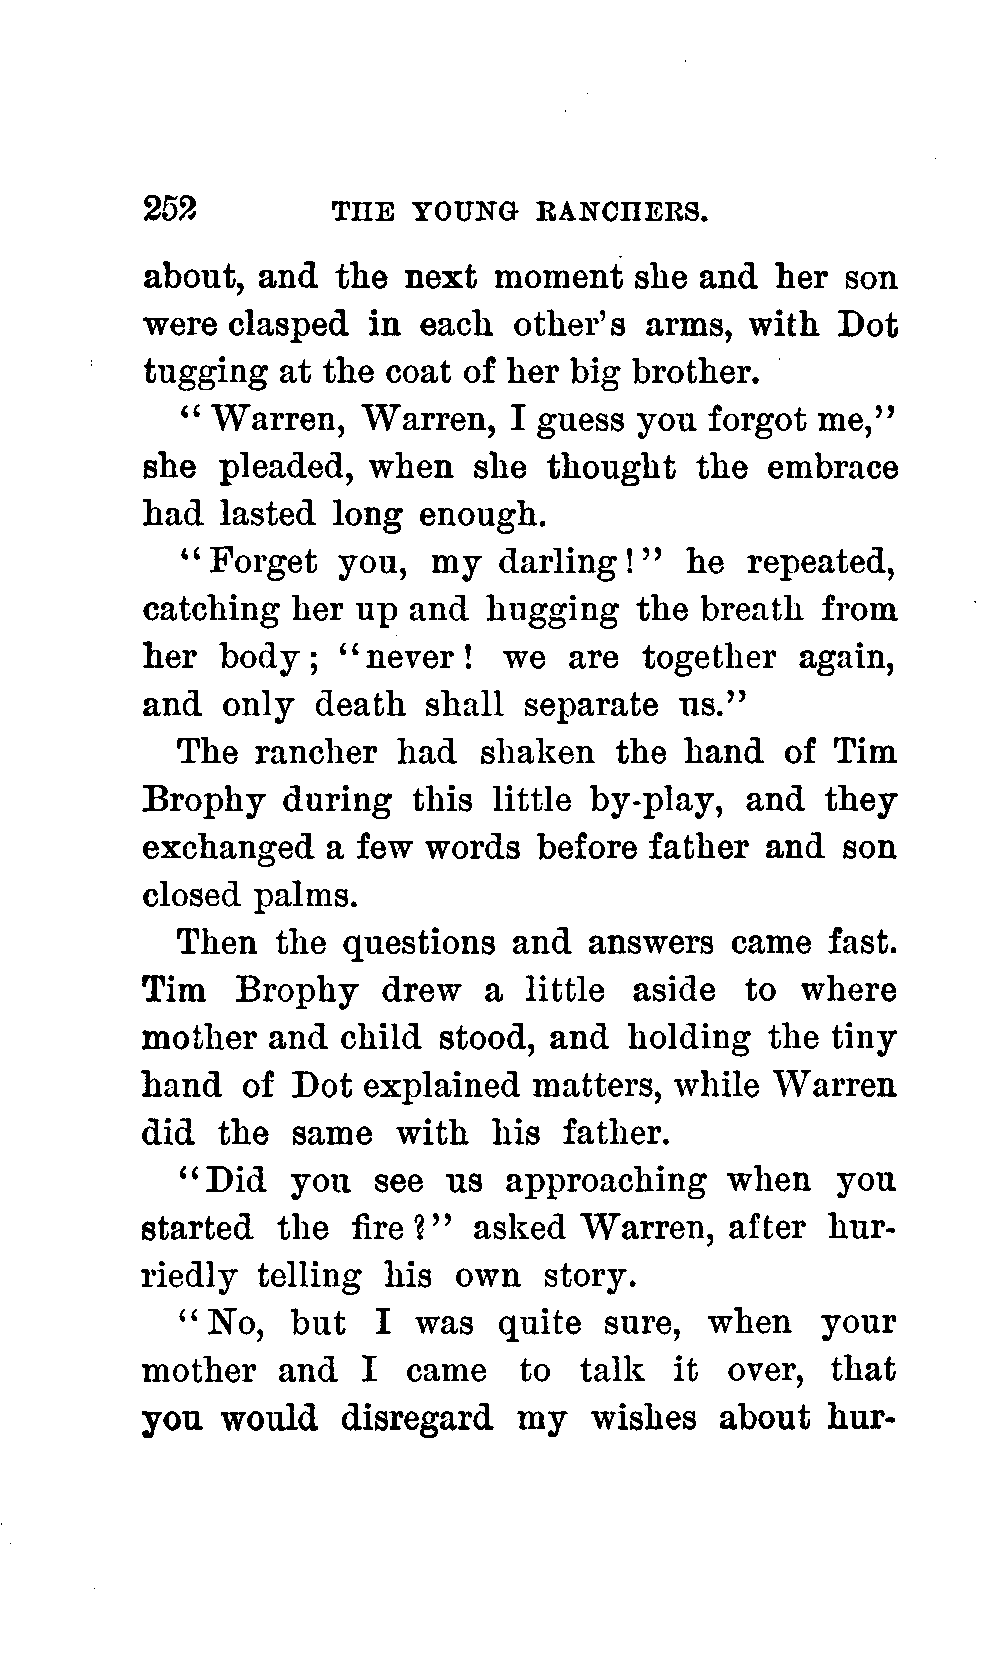 252 THE YOUNG RANCHERS.
about, and the next moment she and her son
were clasped in each other's arms, with Dot
tugging at the coat of her big brother.
"Warren, Warren, I guess you forgot me,"
she pleaded, when she thought the embrace
had lasted long enough.
"Forget you, my darling!" he repeated,
catching her up and hugging the breath from
her body; "never! we are together again,
and only death shall separate us."
The rancher had shaken the hand of Tim
Brophy during this little by-play, and they
exchanged a few words before father and son
closed palms.
Then the questions and answers came fast.
Tim Brophy drew a little aside to where
mother and child stood, and holding the tiny
hand of Dot explained matters, while Warren
did the same with his father.
"Did you see us approaching when you
started the fire?" asked Warren, after hur-
riedly telling his own story.
"No, but I was quite sure, when your
mother and I came to talk it over, that
you would disregard my wishes about hur-